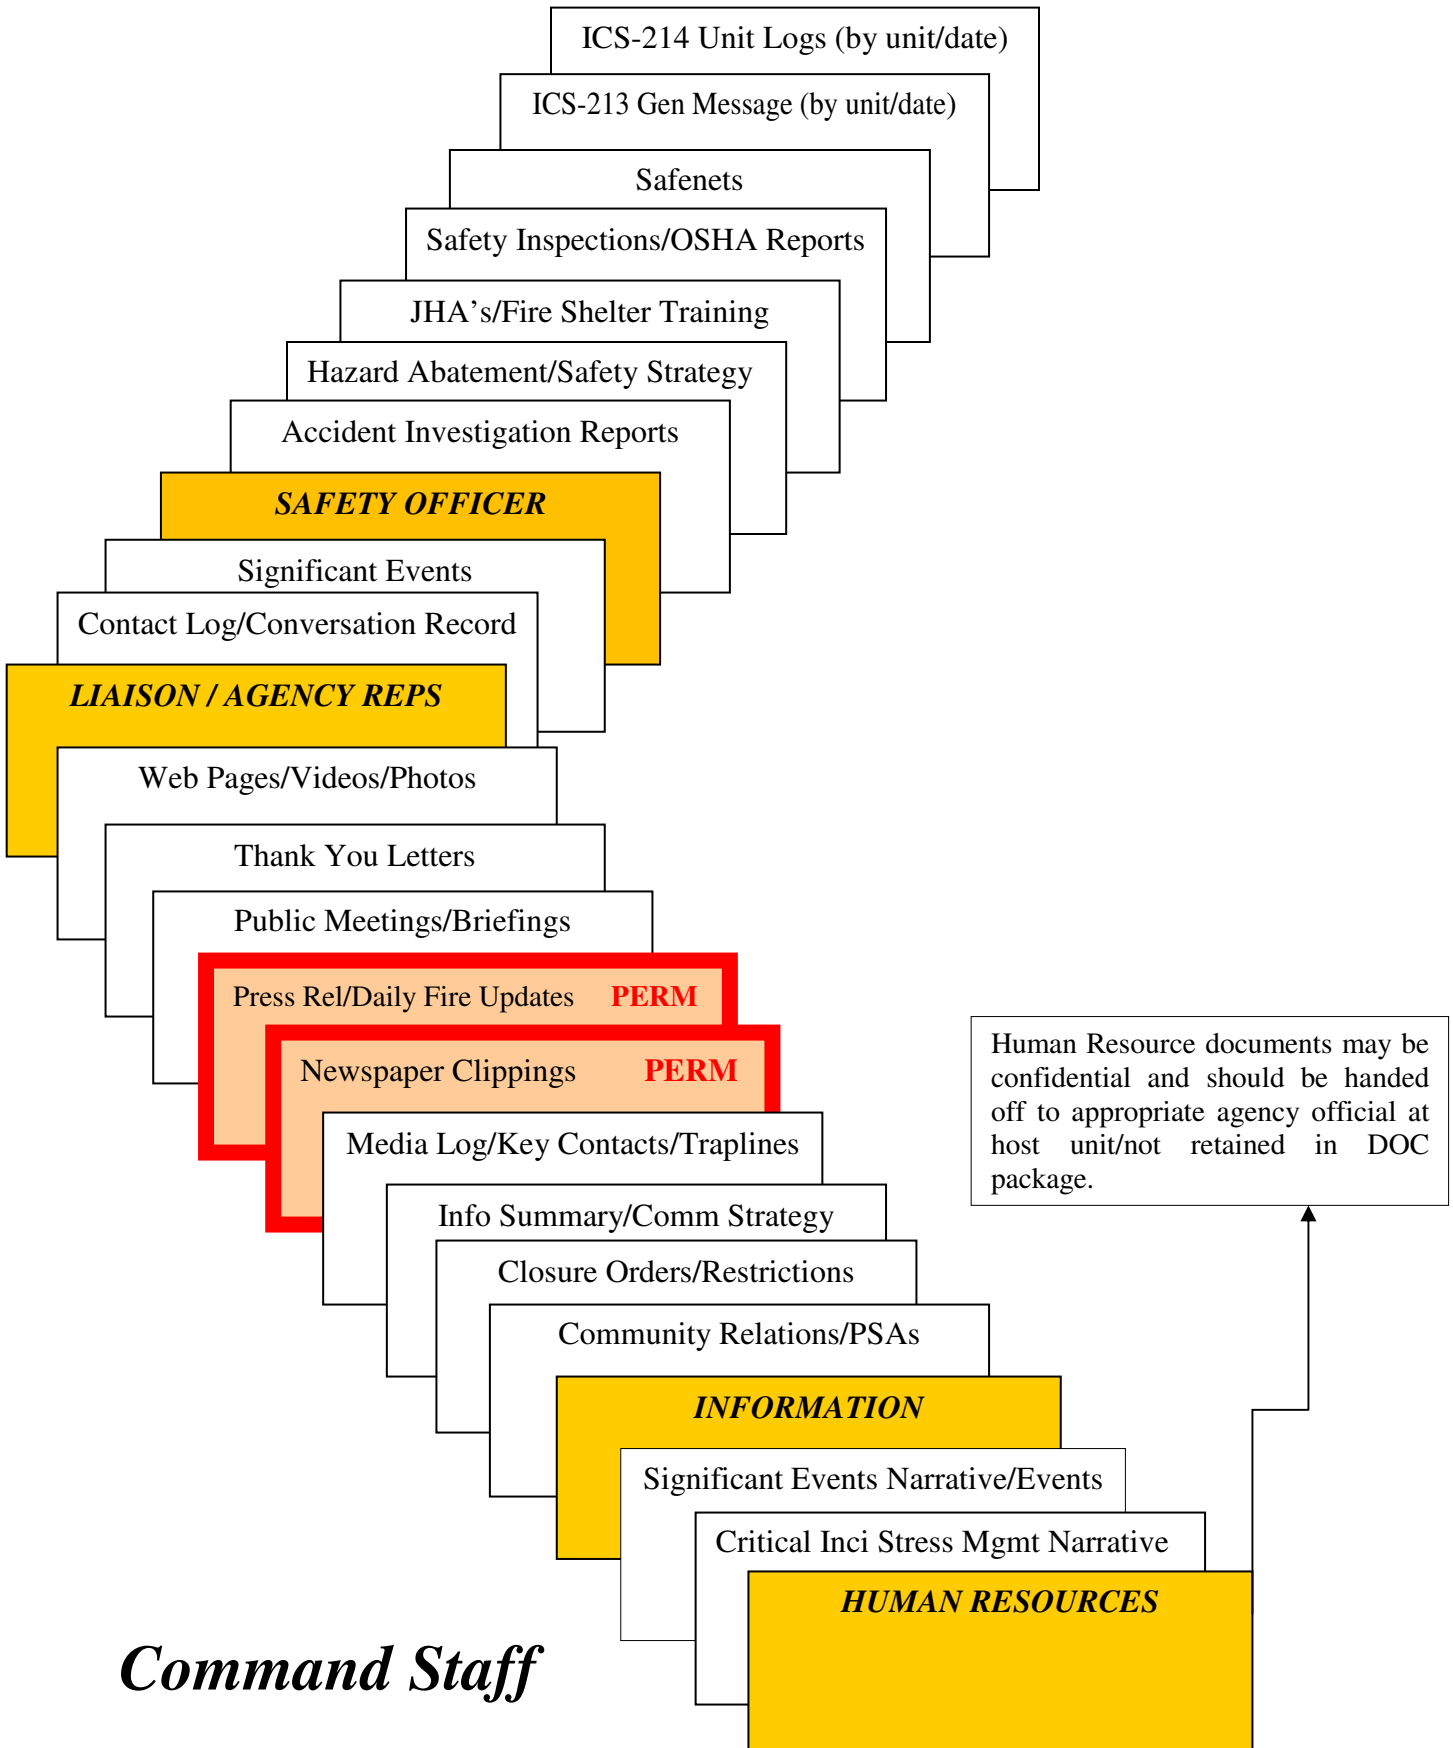 ICS-214 Unit Logs (by unit/date)
ICS-213 Gen Message (by unit/date)
Safenets
Safety Inspections/OSHA Reports
JHA’s/Fire Shelter Training
Hazard Abatement/Safety Strategy
Accident Investigation Reports
SAFETY OFFICER
Significant Events
Contact Log/Conversation Record
LIAISON / AGENCY REPS
Web Pages/Videos/Photos
Thank You Letters
Public Meetings/Briefings
Press Rel/Daily Fire Updates PERM
Newspaper Clippings PERM
Media Log/Key Contacts/Traplines
Info Summary/Comm Strategy
Closure Orders/Restrictions
Community Relations/PSAs
INFORMATION
Significant Events Narrative/Events
Critical Inci Stress Mgmt Narrative
HUMAN RESOURCES
Human Resource documents may be
confidential and should be handed
off to appropriate agency official at
host unit/not retained in DOC
package.
Command Staff